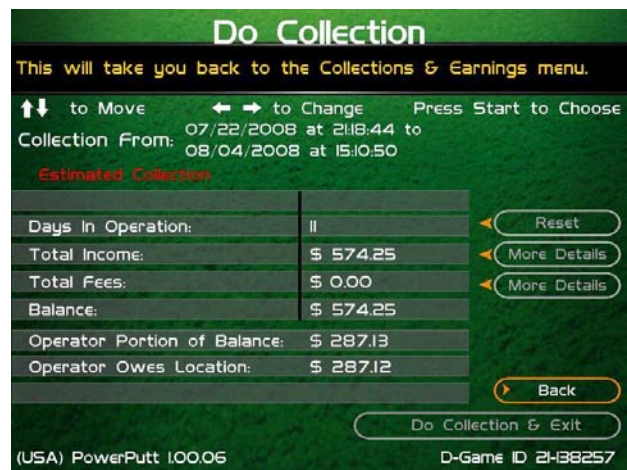 Do Collection
This will take you back to the Collections & Earnings menu.
to Move to Change Press Start to Choose
Collection From: 07/22/2008 at 21:18:44 to
08/04/2008 at 15:10:50
Estimated Collection
Days In Operation: 11 Reset
Total Income: $ 574.25 More Details
Total Fees: $ 0.00 More Details
Balance: $ 574.25
Operator Portion of Balance: $ 287.13
Operator Owes Location: $ 287.12
Back
Do Collection & Exit
(USA) PowerPutt 1.00.06 D-Game ID 21-138257